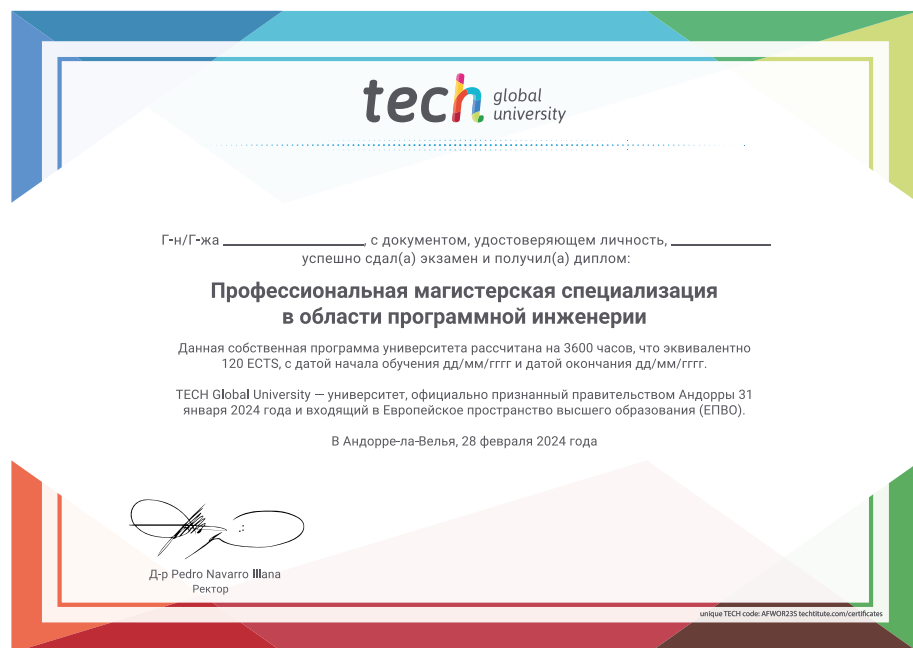 tech global university
Г-н/Г-жа ____________________, с документом, удостоверяющем личность, ______________
успешно сдал(а) экзамен и получил(а) диплом:
Профессиональная магистерская специализация
в области программной инженерии
Данная собственная программа университета рассчитана на 3600 часов, что эквивалентно
120 ECTS, с датой начала обучения дд/мм/гггг и датой окончания дд/мм/гггг.
TECH Global University — университет, официально признанный правительством Андорры 31
января 2024 года и входящий в Европейское пространство высшего образования (ЕПВО).
В Андорре-ла-Велья, 28 февраля 2024 года
Д-р Pedro Navarro Illana
Ректор
unique TECH code: AFWOR23S techtitute.com/certificates